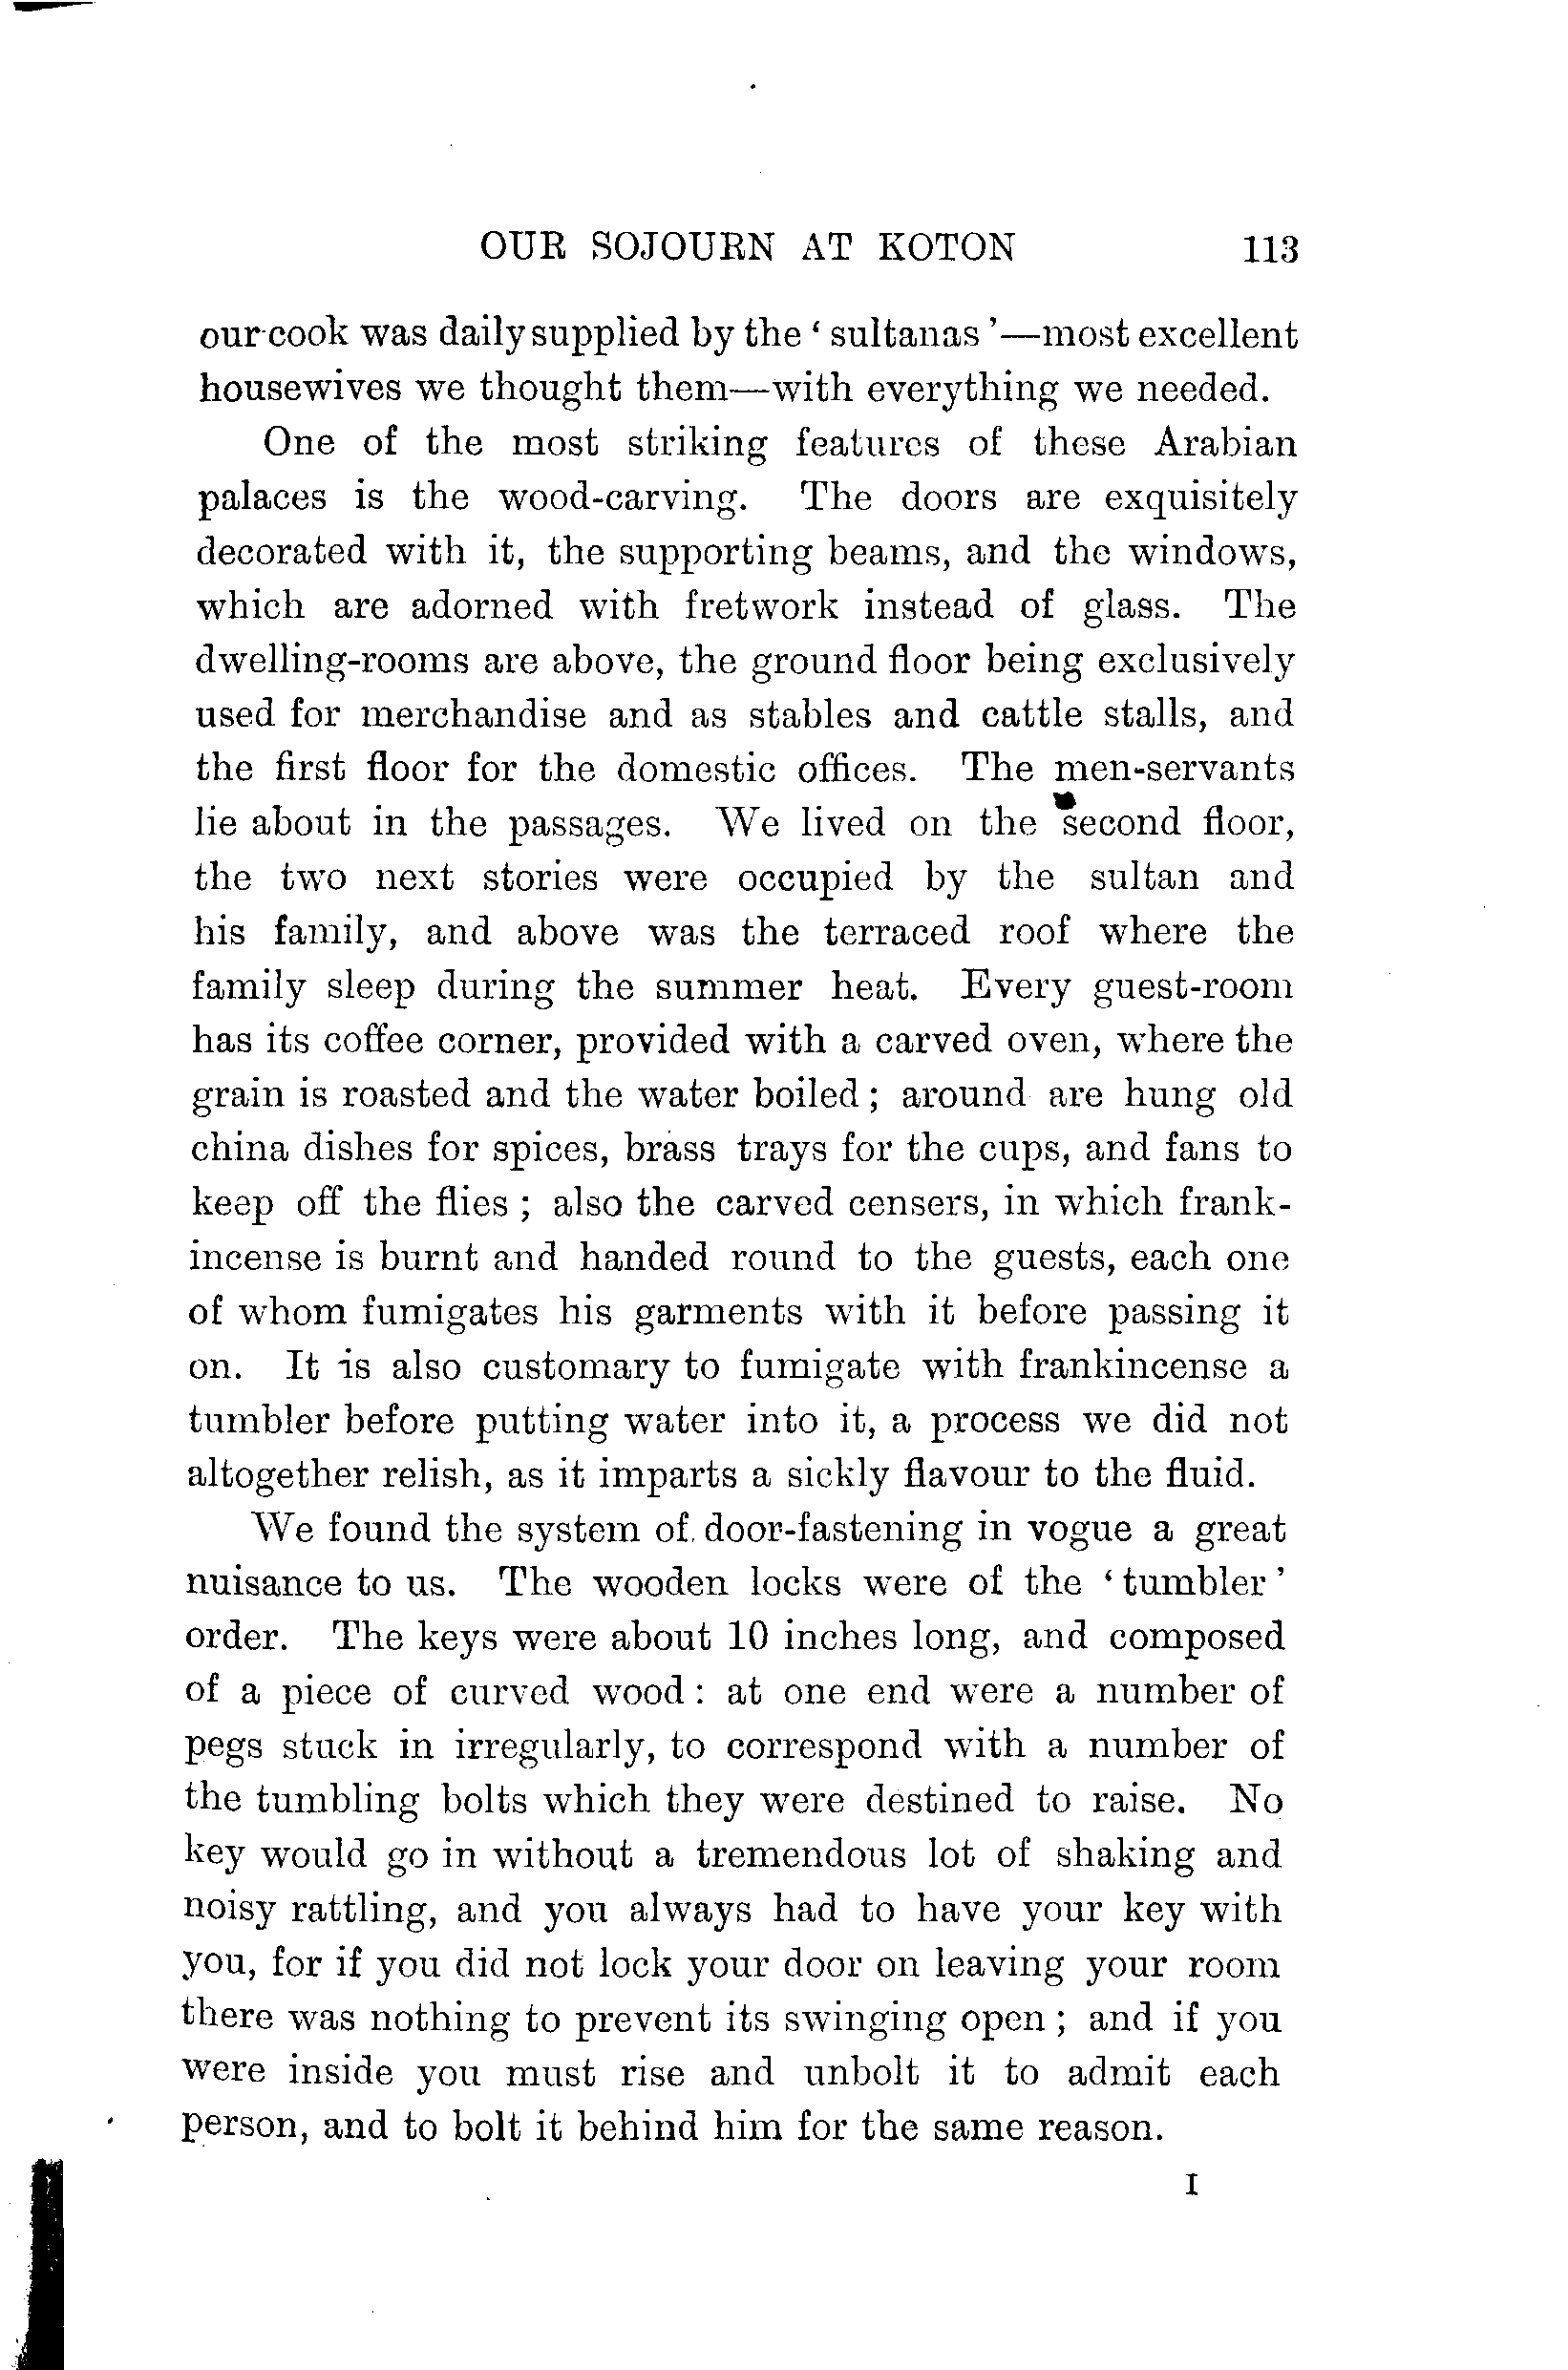 OUR SOJOURN AT KOTON 113
our cook was daily supplied by the ' sultanas '—most excellent
housewives we thought them—with everything we needed.
One of the most striking features of these Arabian
palaces is the wood-carving. The doors are exquisitely
decorated with it, the supporting beams, and the windows,
which are adorned with fretwork instead of glass. The
dwelling-rooms are above, the ground floor being exclusively
used for merchandise and as stables and cattle stalls, and
the first floor for the domestic offices. The men-servants
lie about in the passages. We lived on the second floor,
the two next stories were occupied by the sultan and
his family, and above was the terraced roof where the
family sleep during the summer heat. Every guest-room
has its coffee corner, provided with a carved oven, where the
grain is roasted and the water boiled ; around are hung old
china dishes for spices, brass trays for the cups, and fans to
keep off the flies ; also the carved censers, in which frank-
incense is burnt and handed round to the guests, each one
of whom fumigates his garments with it before passing it
on. It is also customary to fumigate with frankincense a
tumbler before putting water into it, a process we did not
altogether relish, as it imparts a sickly flavour to the fluid.
We found the system of door-fastening in vogue a great
nuisance to us. The wooden locks were of the ' tumbler '
order. The keys were about 10 inches long, and composed
of a piece of curved wood : at one end were a number of
pegs stuck in irregularly, to correspond with a number of
the tumbling bolts which they were destined to raise. No
key would go in without a tremendous lot of shaking and
noisy rattling, and you always had to have your key with
you, for if you did not lock your door on leaving your room
there was nothing to prevent its swinging open ; and if you
were inside you must rise and unbolt it to admit each
person, and to bolt it behind him for the same reason.
I